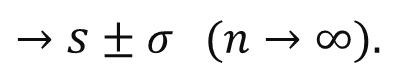 → s ± σ (n → ∞).